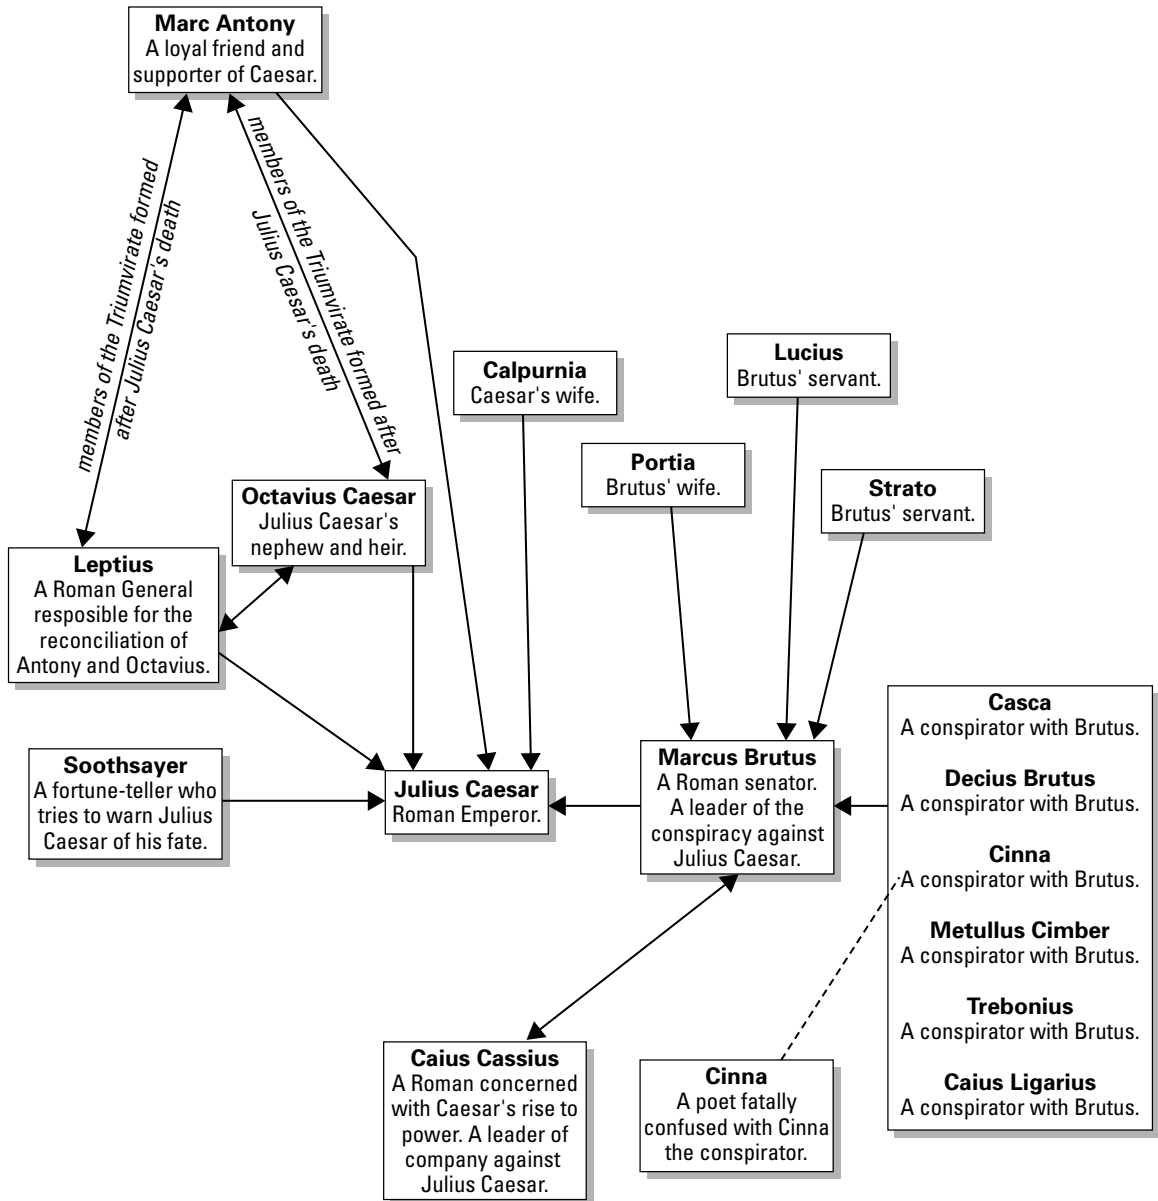 Marc Antony
A loyal friend and
supporter of Caesar.
members of the Triumvirate formed
after Julius Caesar's death
members of the Triumvirate formed after
Julius Caesar's death
Calpurnia
Caesar's wife.
Lucius
Brutus' servant.
Portia
Brutus' wife.
Strato
Brutus' servant.
Octavius Caesar
Julius Caesar's
nephew and heir.
Leptius
A Roman General
resposible for the
reconciliation of
Antony and Octavius.
Soothsayer
A fortune-teller who
tries to warn Julius
Caesar of his fate.
Julius Caesar
Roman Emperor.
Marcus Brutus
A Roman senator.
A leader of the
conspiracy against
Julius Caesar.
Casca
A conspirator with Brutus.
Decius Brutus
A conspirator with Brutus.
Cinna
A conspirator with Brutus.
Metullus Cimber
A conspirator with Brutus.
Trebonius
A conspirator with Brutus.
Caius Ligarius
A conspirator with Brutus.
Caius Cassius
A Roman concerned
with Caesar's rise to
power. A leader of
company against
Julius Caesar.
Cinna
A poet fatally
confused with Cinna
the conspirator.